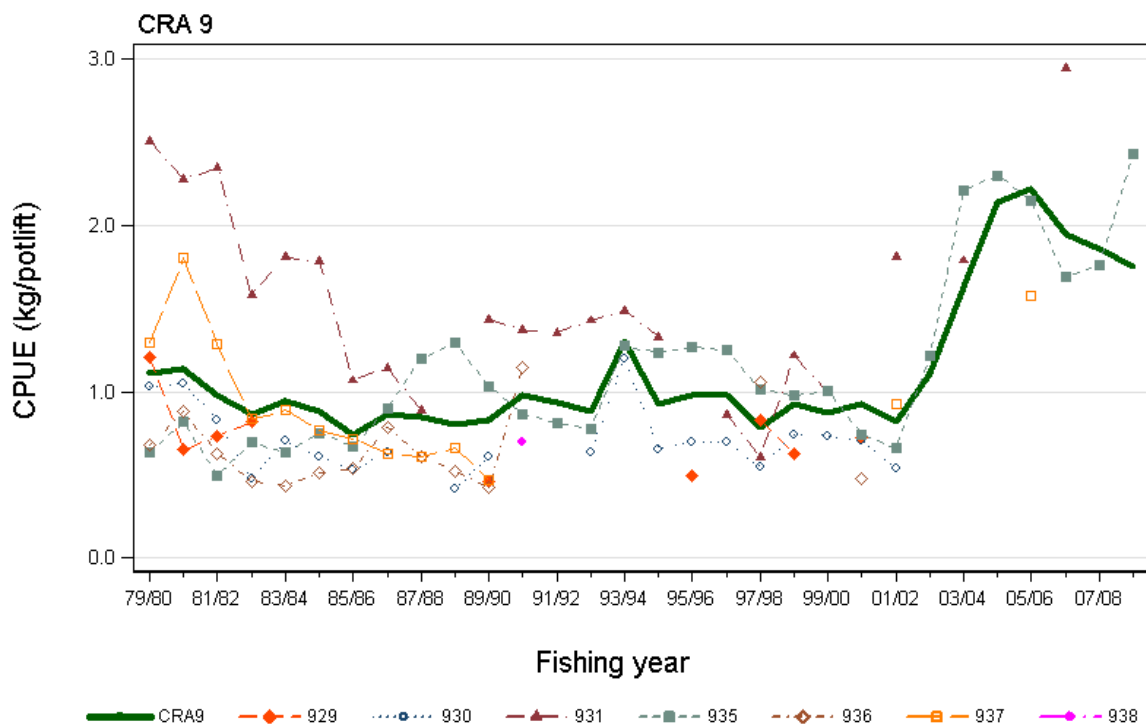 CRA 9
3.0
2.0
1.0
0.0
CPUE (kg/potlift)
79/80 81/82 83/84 85/86 87/88 89/90 91/92 93/94 95/96 97/98 99/00 01/02 03/04 05/06 07/08
Fishing year
CRA9 929 930 931 935 936 937 938